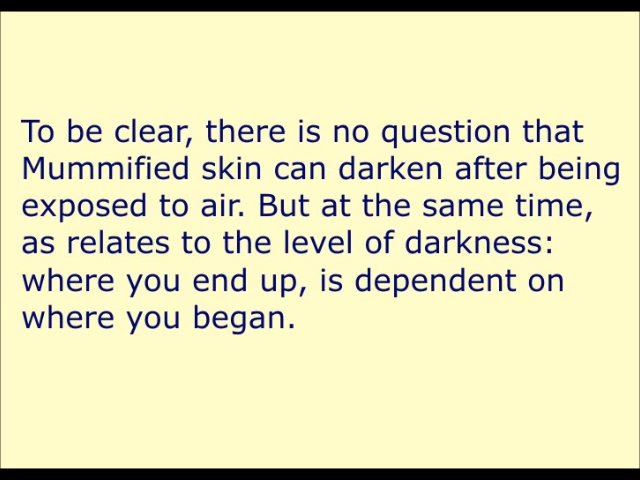 To be clear, there is no question that
Mummified skin can darken after being
exposed to air. But at the same time,
as relates to the level of darkness:
where you end up, is dependent on
where you began.